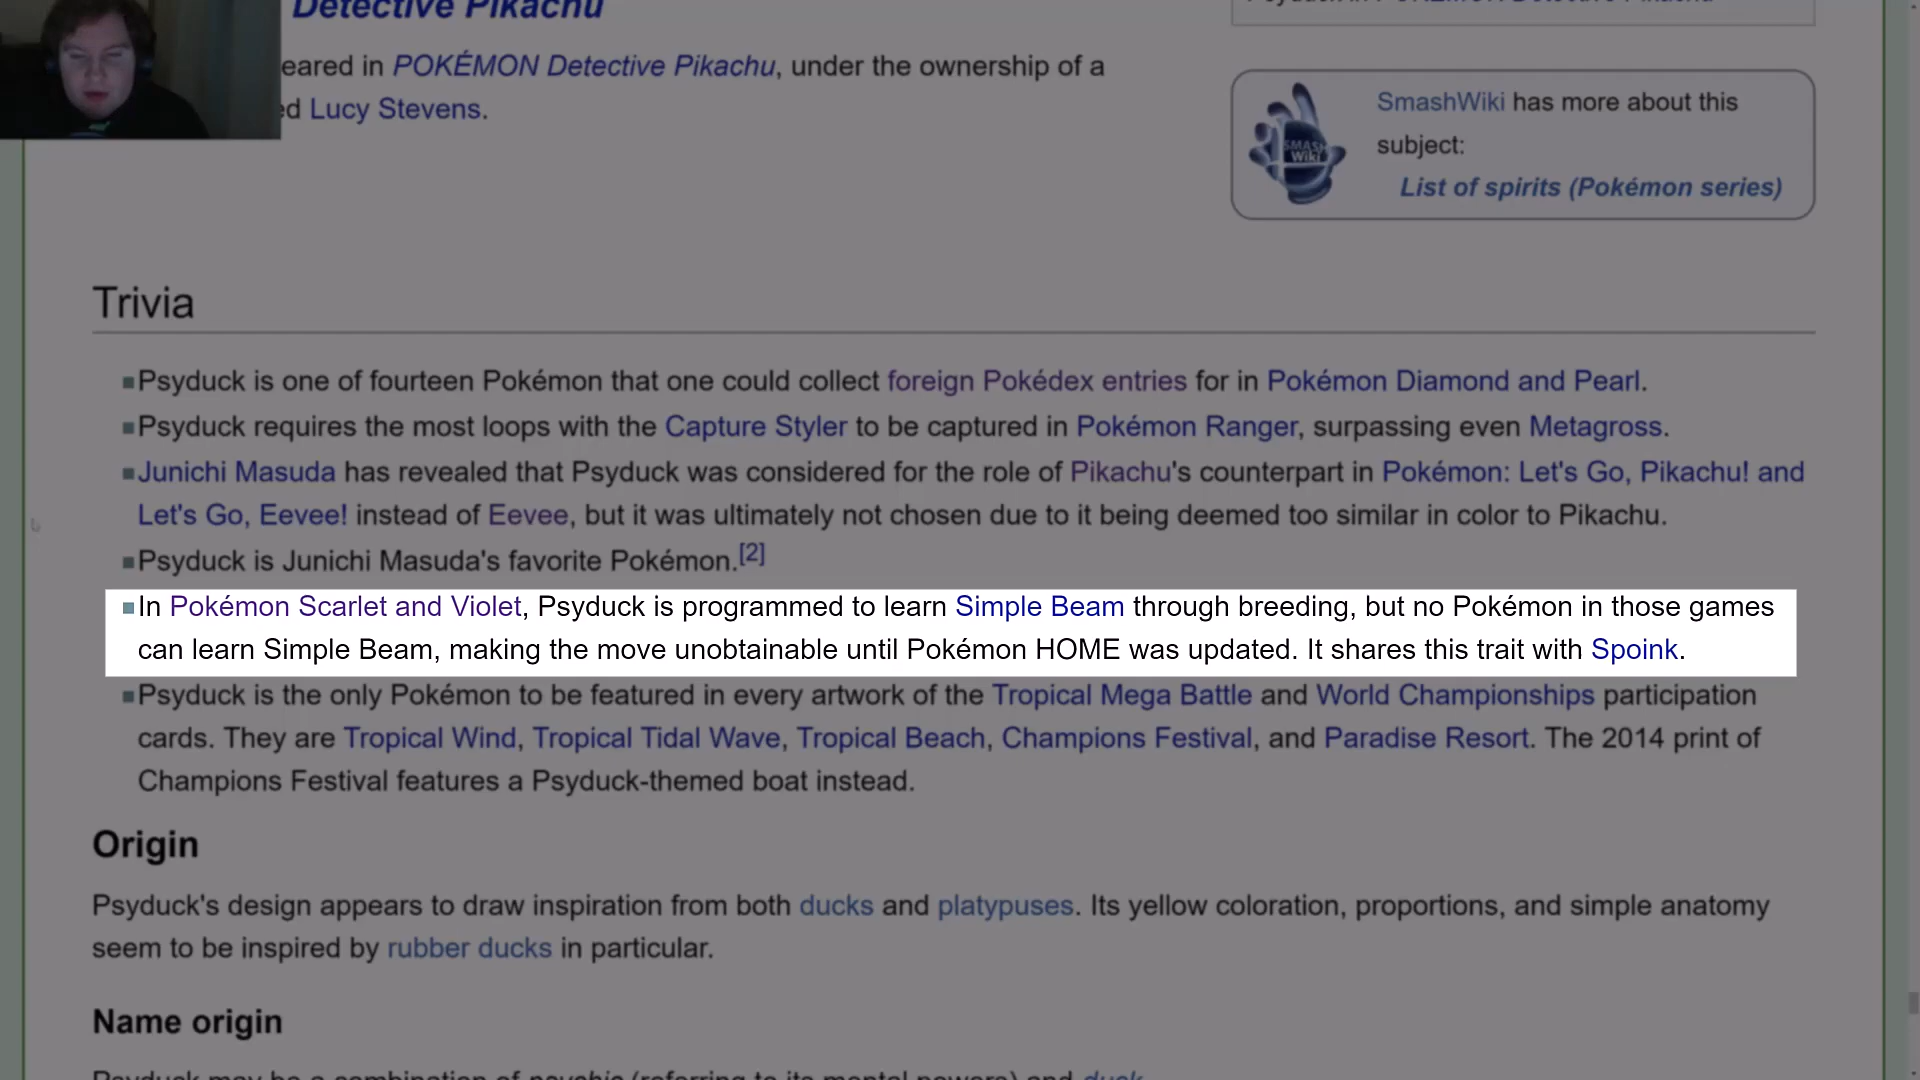 Detective Pikachu
eared in POKÉMON Detective Pikachu, under the ownership of a
ed Lucy Stevens.
SmashWiki has more about this
subject:
List of spirits (Pokémon series)
SMASH
Wiki
Trivia
Psyduck is one of fourteen Pokémon that one could collect foreign Pokédex entries for in Pokémon Diamond and Pearl.
Psyduck requires the most loops with the Capture Styler to be captured in Pokémon Ranger, surpassing even Metagross.
Junichi Masuda has revealed that Psyduck was considered for the role of Pikachu's counterpart in Pokémon: Let's Go, Pikachu! and
Let's Go, Eevee! instead of Eevee, but it was ultimately not chosen due to it being deemed too similar in color to Pikachu.
Psyduck is Junichi Masuda's favorite Pokémon.[2]
In Pokémon Scarlet and Violet, Psyduck is programmed to learn Simple Beam through breeding, but no Pokémon in those games
can learn Simple Beam, making the move unobtainable until Pokémon HOME was updated. It shares this trait with Spoink.
Psyduck is the only Pokémon to be featured in every artwork of the Tropical Mega Battle and World Championships participation
cards. They are Tropical Wind, Tropical Tidal Wave, Tropical Beach, Champions Festival, and Paradise Resort. The 2014 print of
Champions Festival features a Psyduck-themed boat instead.
Origin
Psyduck's design appears to draw inspiration from both ducks and platypuses. Its yellow coloration, proportions, and simple anatomy
seem to be inspired by rubber ducks in particular.
Name origin
Psyduck may be a combination of psychic (referring to its mental powers) and duck.